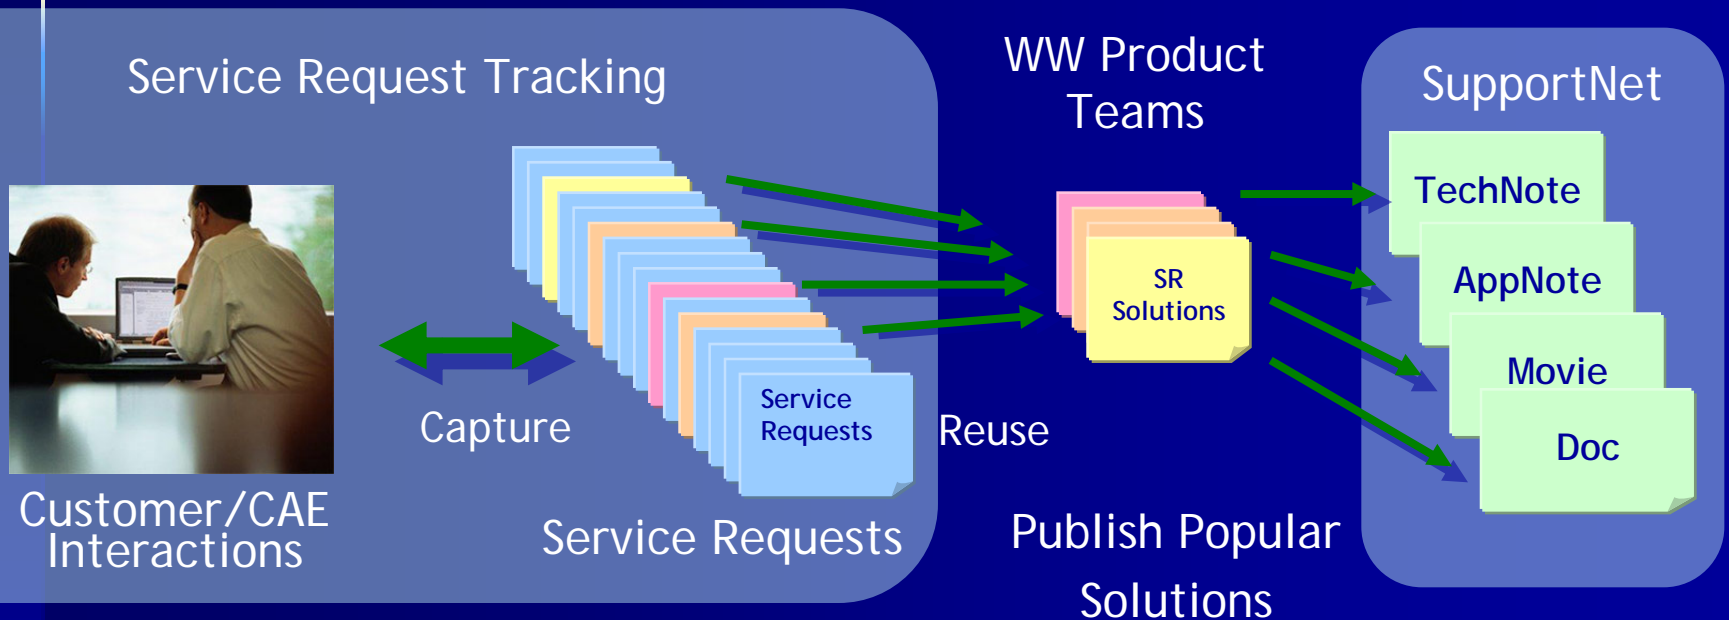 Service Request Tracking
WW Product
Teams
SupportNet
TechNote
AppNote
Movie
Doc
SR
Solutions
Service
Requests
Capture
Reuse
Customer/CAE
Interactions
Service Requests
Publish Popular
Solutions